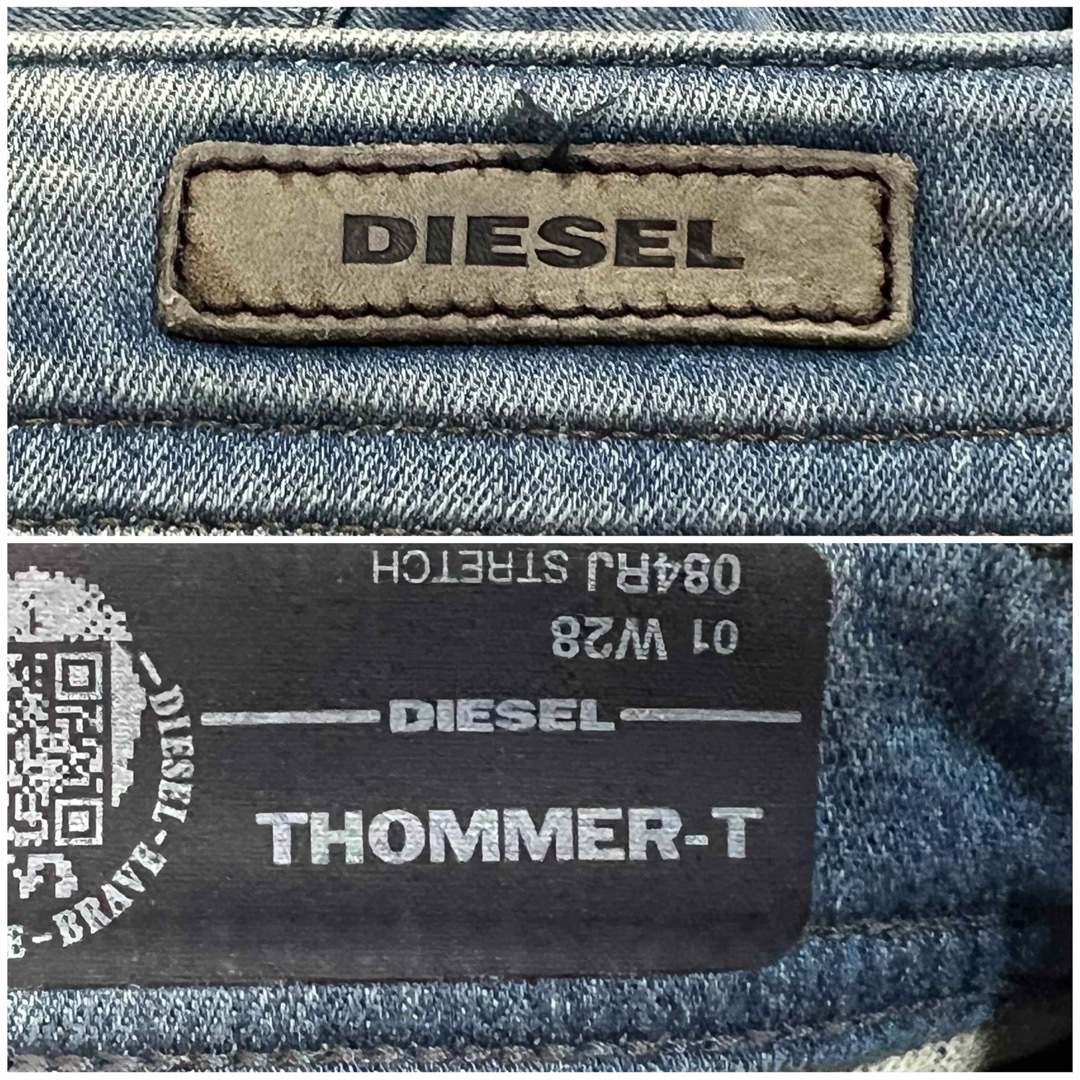 DIESEL
084RJ STRETCH
01 W28
DIESEL
THOMMER-T
E-BRAVE-DIESEL-